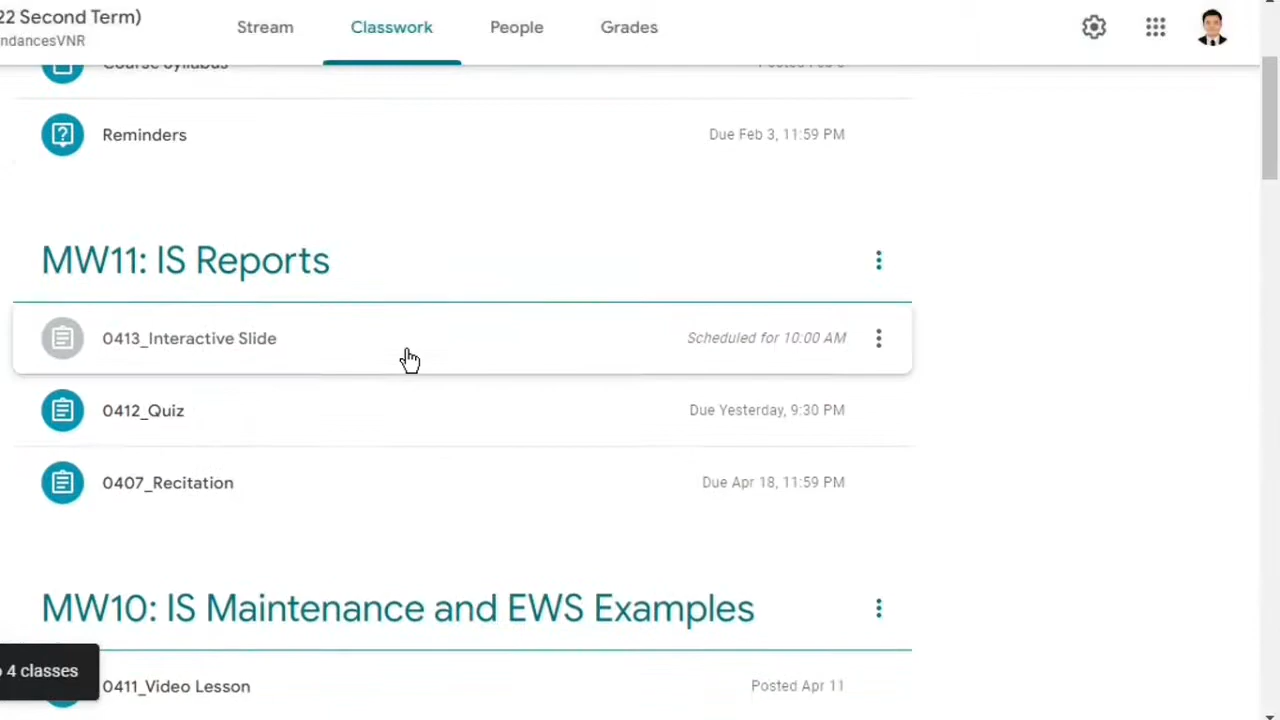 22 Second Term)
ndancesVNR
Stream
Classwork
People
Grades
Course Syllabus
Reminders
Due Feb 3, 11:59 PM
MW11: IS Reports
0413_Interactive Slide
Scheduled for 10:00 AM
0412_Quiz
Due Yesterday, 9:30 PM
0407_Recitation
Due Apr 18, 11:59 PM
MW10: IS Maintenance and EWS Examples
4 classes
0411_Video Lesson
Posted Apr 11